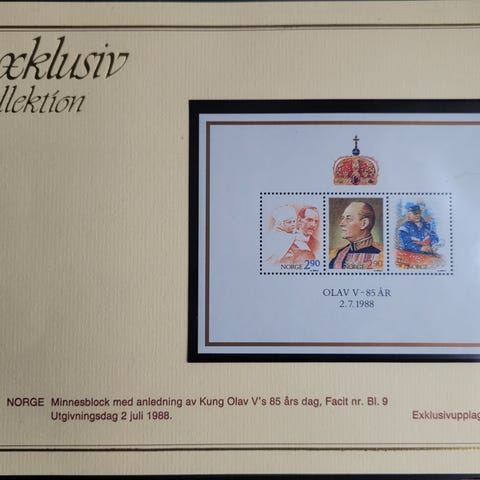 xklusiv
llektion
NORGE 2.90
NORGE 2.90
NORGE
OLAV V - 85 ÅR
2.7.1988
NORGE Minnesblock med anledning av Kung Olav V's 85 års dag, Facit nr. Bl. 9
Utgivningsdag 2 juli 1988.
Exklusivupplag